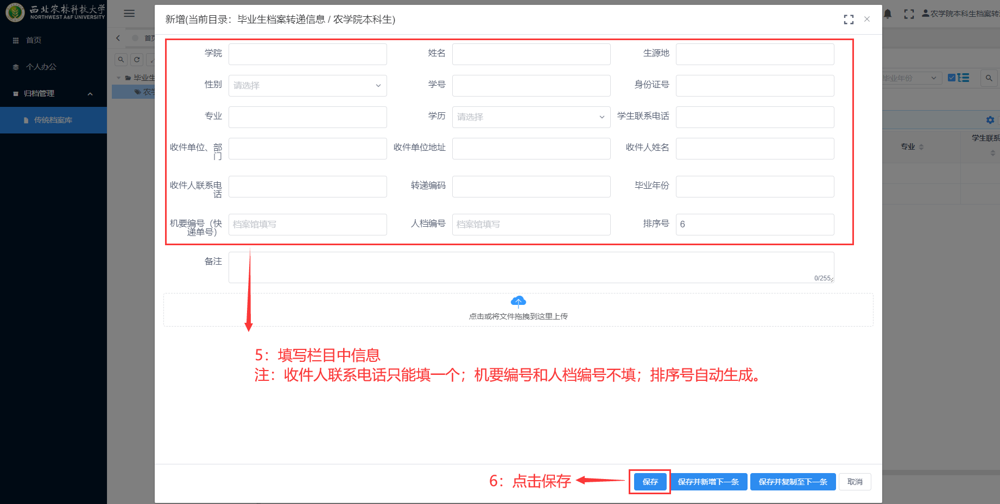 西北农林科技大学
NORTHWEST A&F UNIVERSITY
首页
个人办公
归档管理
传统档案库
首页
毕业生
农学
新增(当前目录：毕业生档案转递信息 / 农学院本科生)
农学院本科生档案转
毕业年份
专业
学生联系
学院
姓名
生源地
性别
请选择
学号
身份证号
专业
学历
请选择
学生联系电话
收件单位、部
门
收件单位地址
收件人姓名
收件人联系电
话
转递编码
毕业年份
机要编号（快
递单号）
档案馆填写
人档编号
档案馆填写
排序号
6
备注
0/255
点击或将文件拖拽到这里上传
5：填写栏目中信息
注：收件人联系电话只能填一个；机要编号和人档编号不填；排序号自动生成。
6：点击保存
保存
保存并新增下一条
保存并复制至下一条
取消